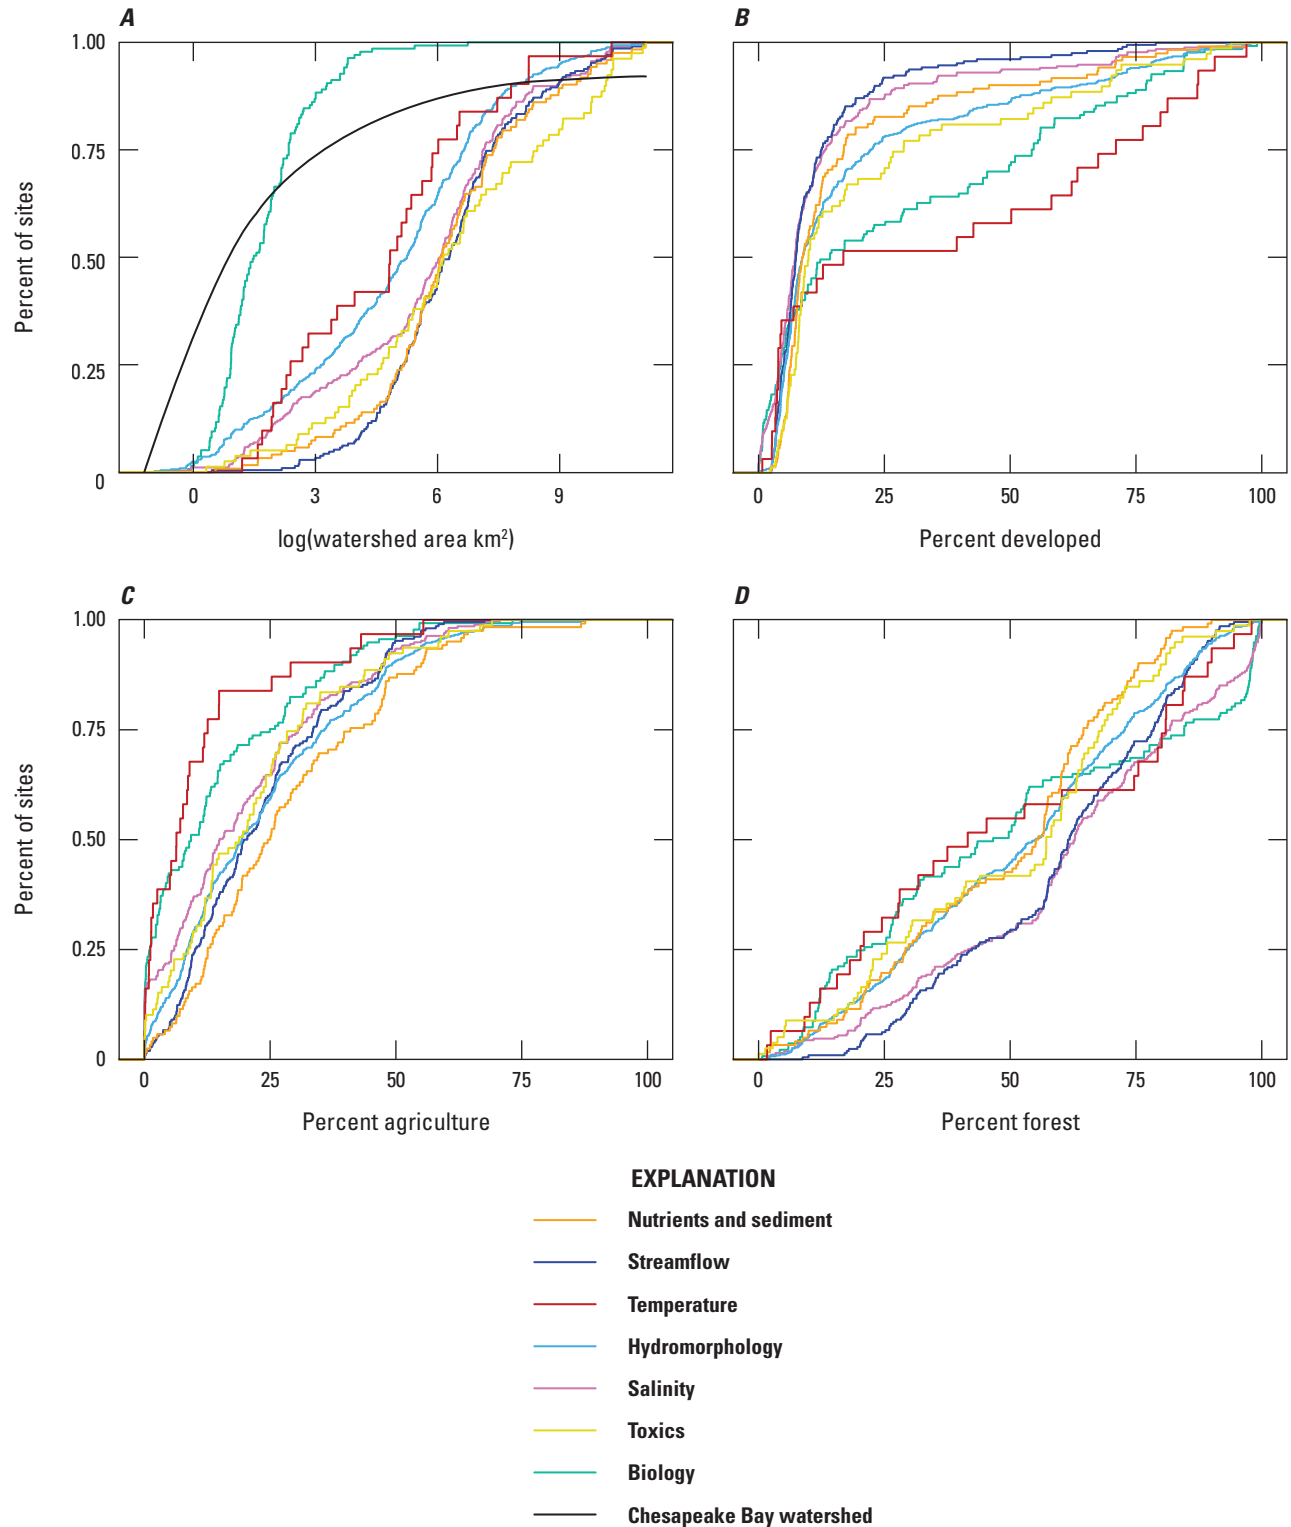 A
B
1.00
0.75
0.50
0.25
0
Percent of sites
0 3 6 9
0 25 50 75 100
log(watershed area km²)
Percent developed
C
D
1.00
0.75
0.50
0.25
0
Percent of sites
0 25 50 75 100
0 25 50 75 100
Percent agriculture
Percent forest
EXPLANATION
Nutrients and sediment
Streamflow
Temperature
Hydromorphology
Salinity
Toxics
Biology
Chesapeake Bay watershed